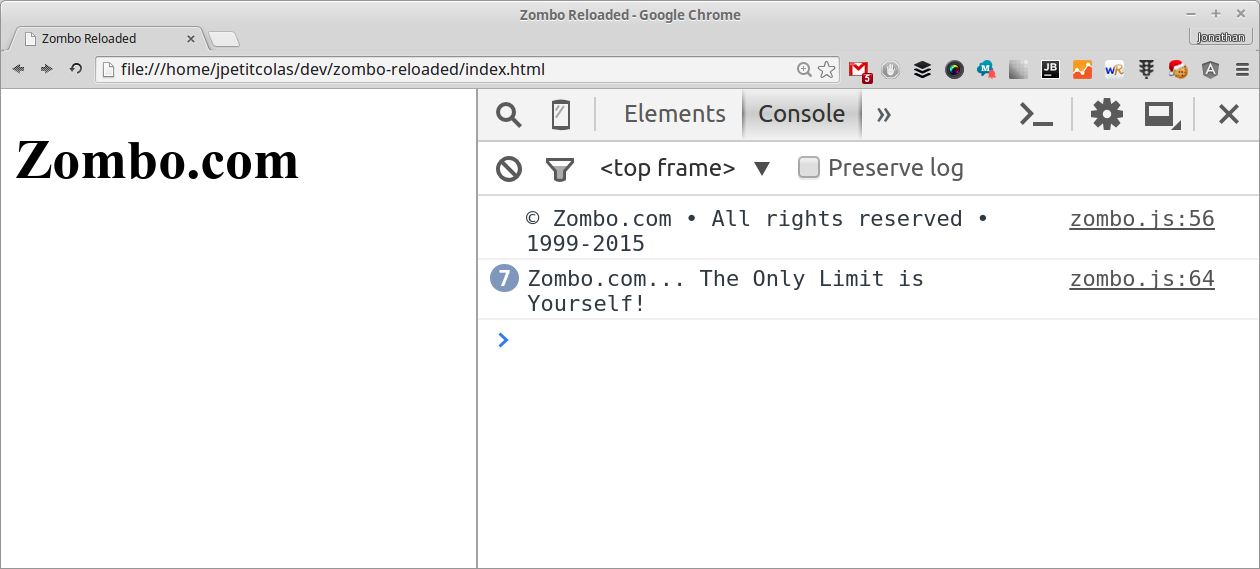 Zombo Reloaded - Google Chrome
Zombo Reloaded
Jonathan
file:///home/jpetitcolas/dev/zombo-reloaded/index.html
5
M
JB
wR
A
Zombo.com
Elements Console »
<top frame> ▼ Preserve log
© Zombo.com • All rights reserved • zombo.js:56
1999-2015
7 Zombo.com... The Only Limit is zombo.js:64
Yourself!